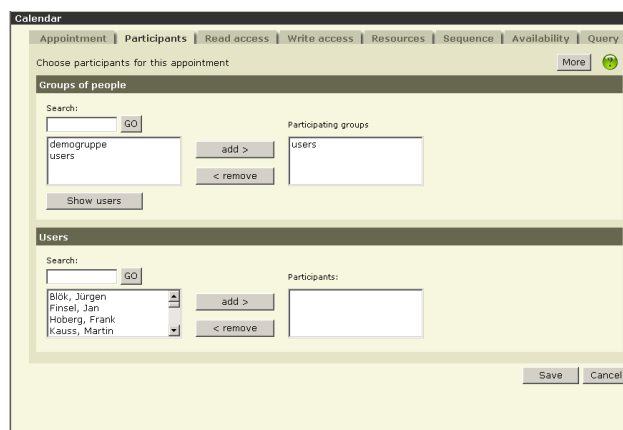 Calendar
Appointment Participants Read access Write access Resources Sequence Availability Query
Choose participants for this appointment More ?
Groups of people
Search:
GO Participating groups
demogruppe add > users
users
< remove
Show users
Users
Search:
GO Participants:
Blök, Jürgen
Finsel, Jan add >
Hoberg, Frank
Kauss, Martin < remove
Save Cancel